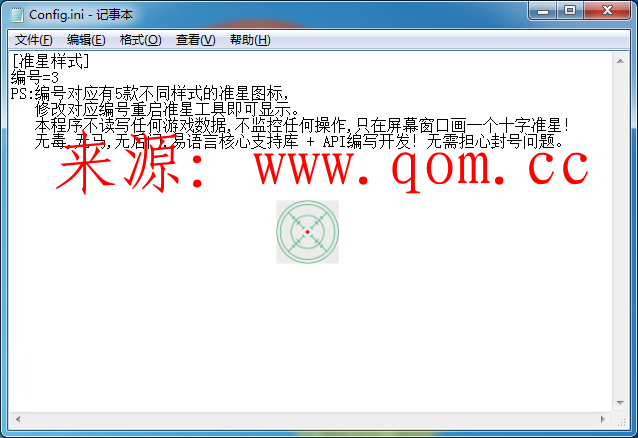 Config.ini - 记事本
文件(F) 编辑(E) 格式(O) 查看(V) 帮助(H)
[准星样式]
编号=3
PS:编号对应有5款不同样式的准星图标,
修改对应编号重启准星工具即可显示。
本程序不读写任何游戏数据,不监控任何操作,只在屏幕窗口画一个十字准星!
无毒,无马,无后门,易语言核心支持库 + API编写开发! 无需担心封号问题。
来源: www.qom.cc